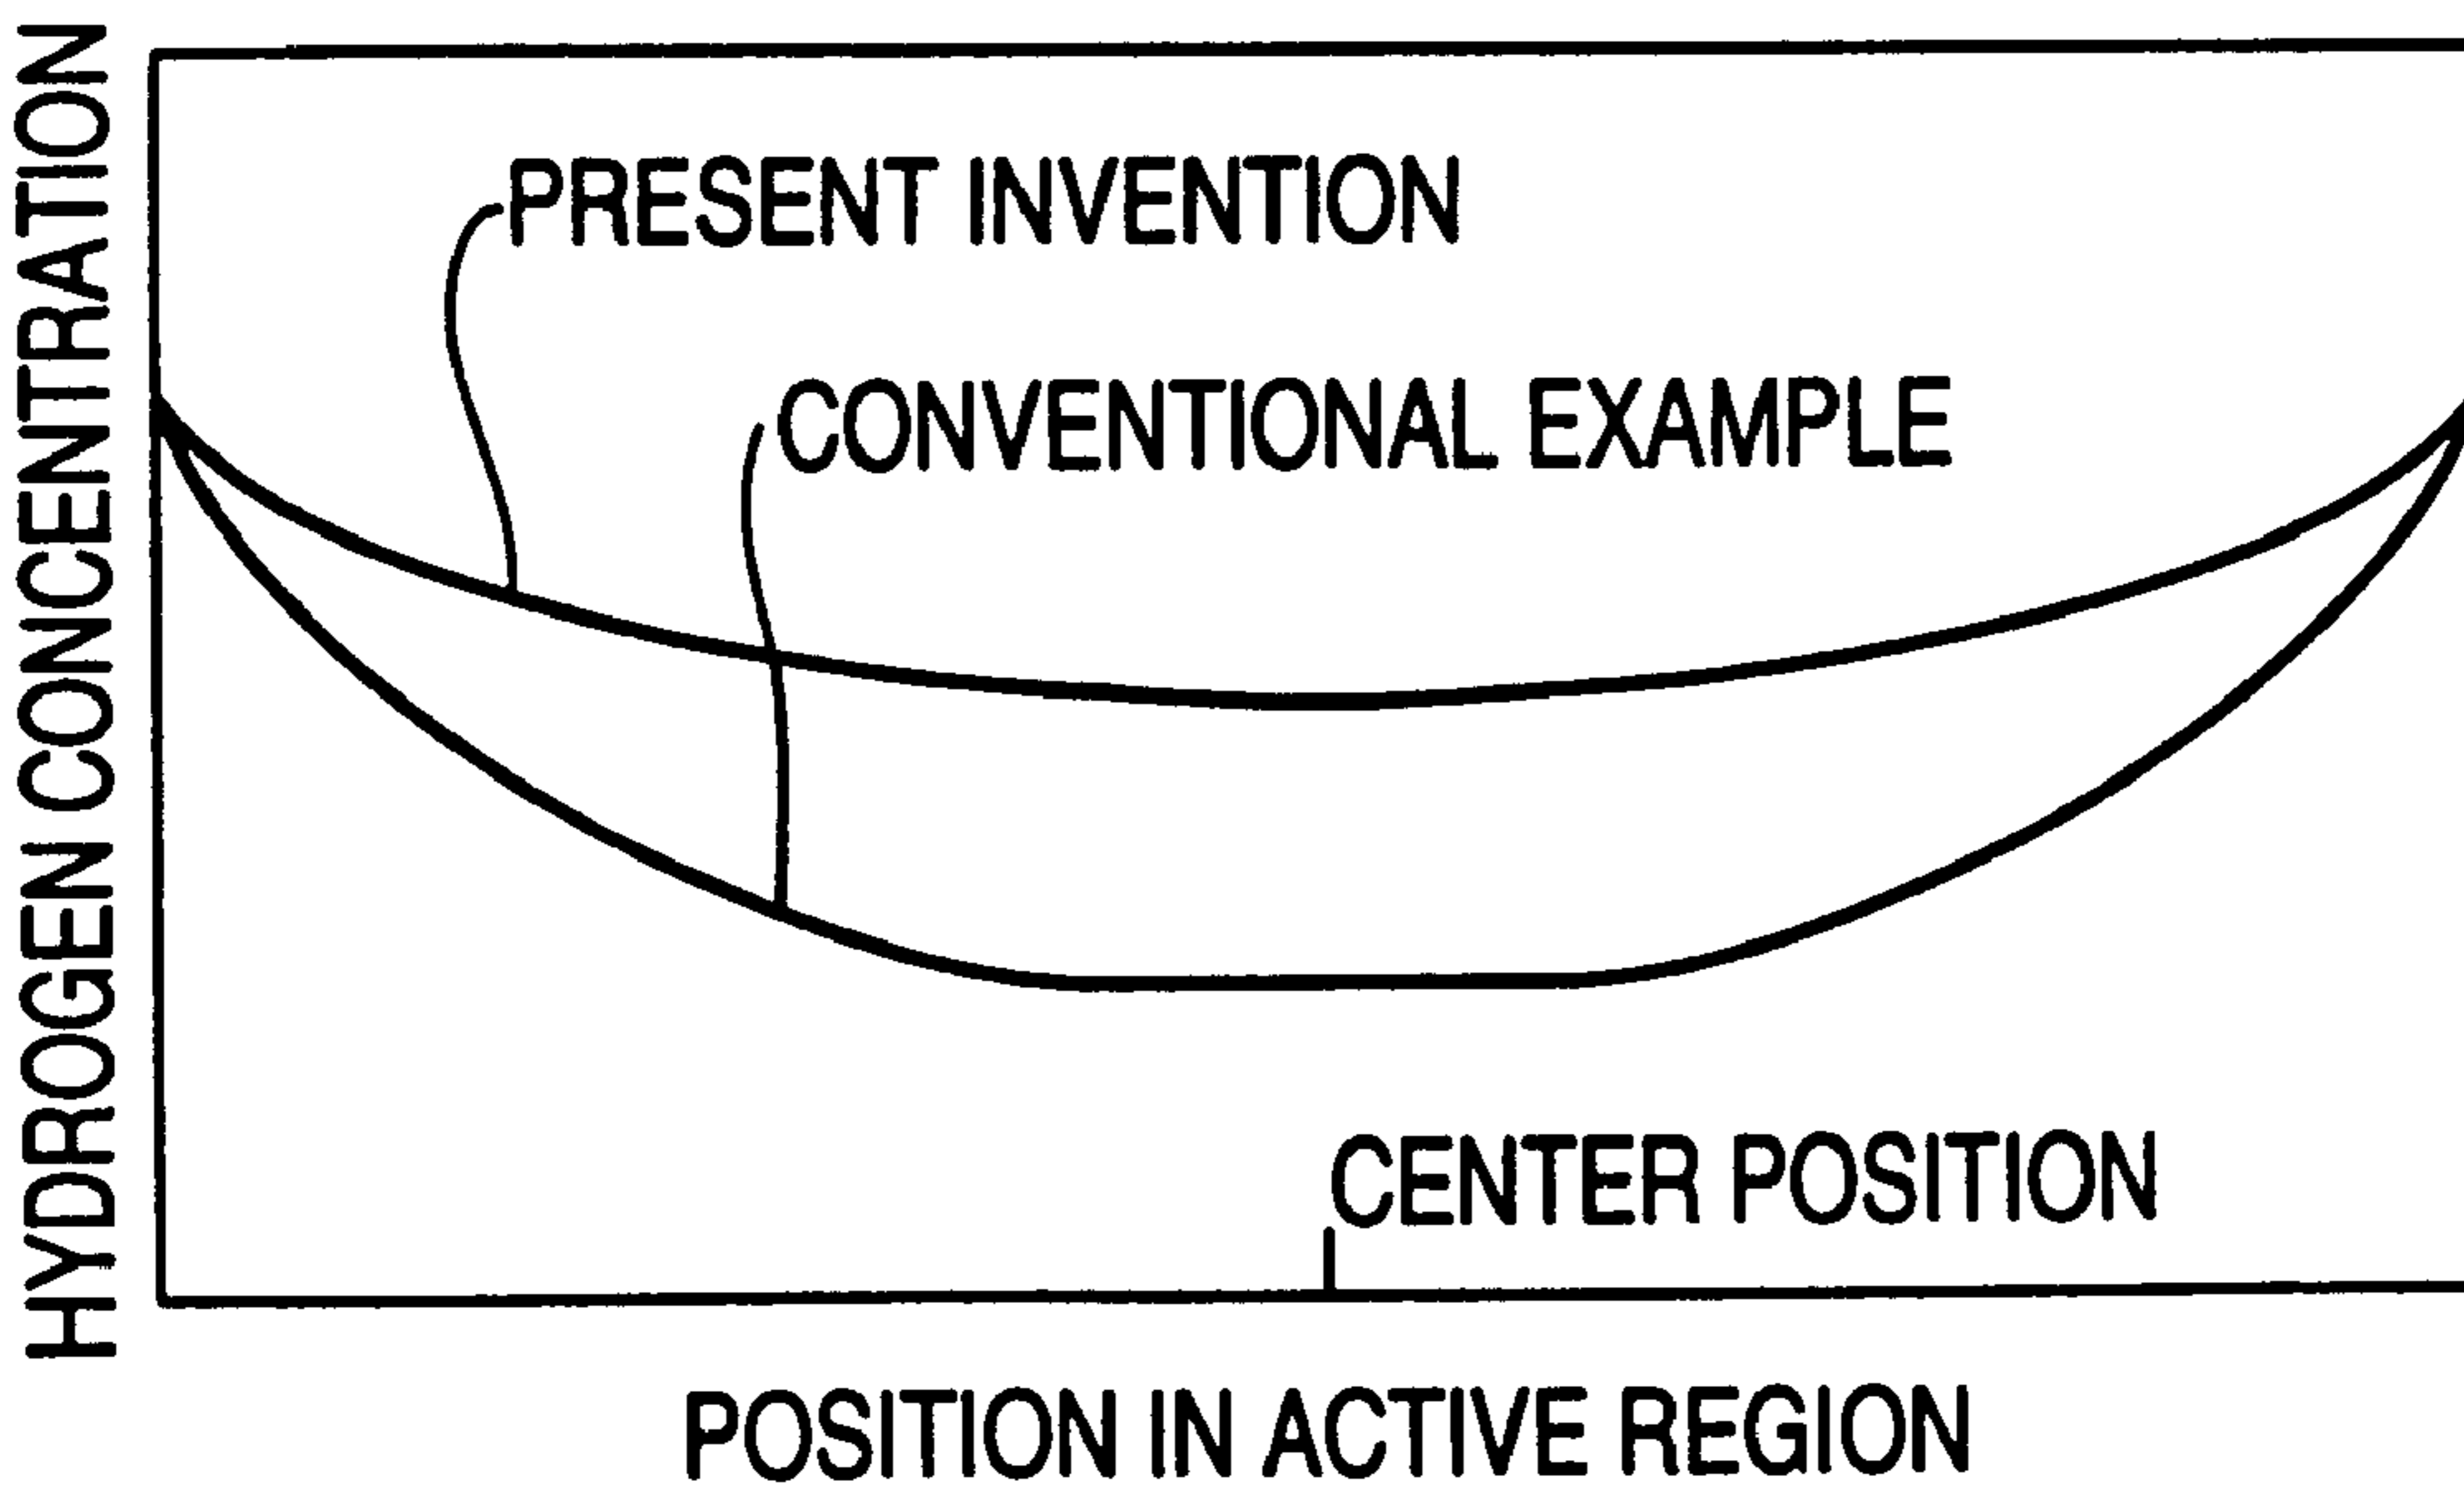 HYDROGEN CONCENTRATION
PRESENT INVENTION
CONVENTIONAL EXAMPLE
CENTER POSITION
POSITION IN ACTIVE REGION